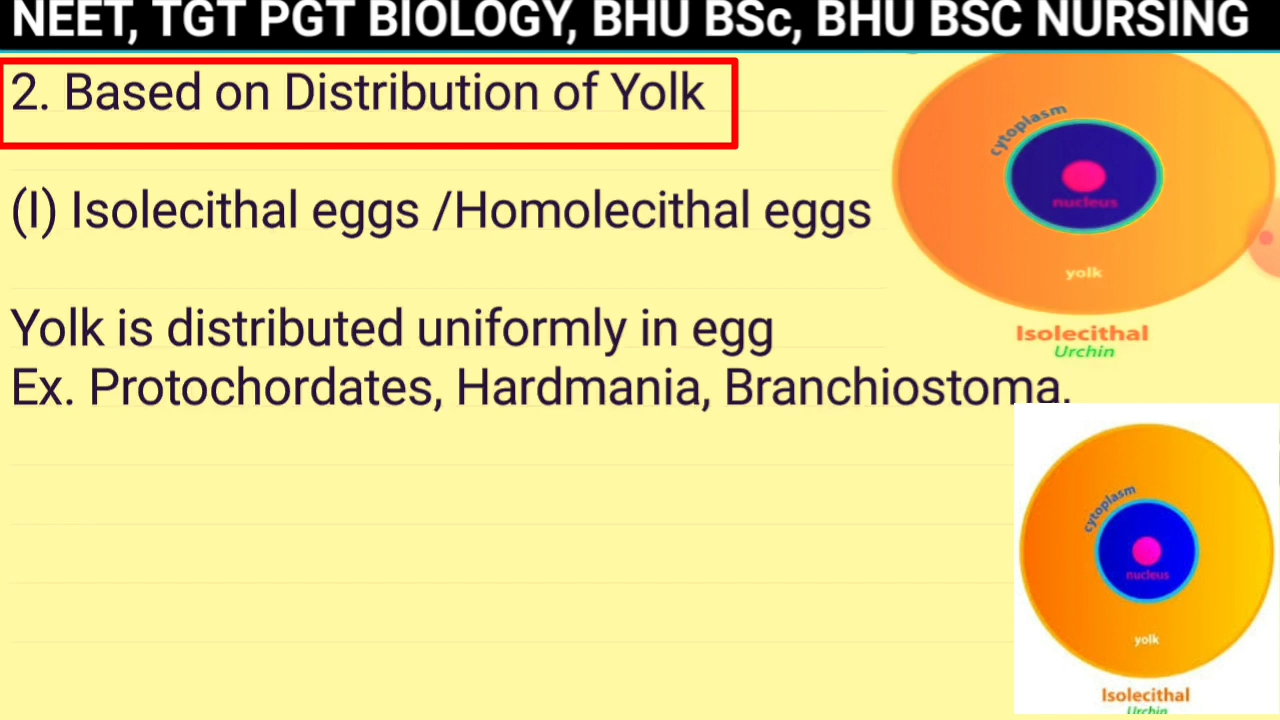 NEET, TGT PGT BIOLOGY, BHU BSc, BHU BSC NURSING
2. Based on Distribution of Yolk
(I) Isolecithal eggs /Homolecithal eggs
Yolk is distributed uniformly in egg
Ex. Protochordates, Hardmania, Branchiostoma.
cytoplasm
nucleus
yolk
Isolecithal
Urchin
cytoplasm
nucleus
yolk
Isolecithal
Urchin